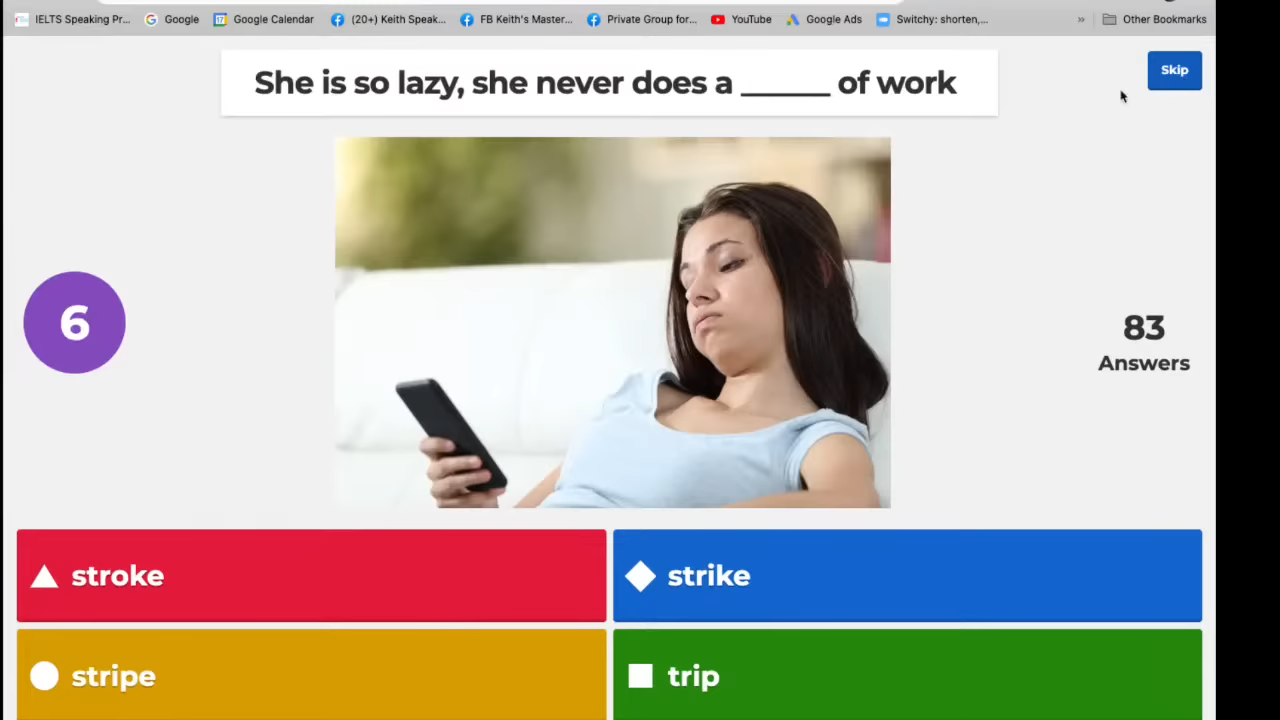 IELTS Speaking Pr... Google Google Calendar (20+) Keith Speak... FB Keith's Master... Private Group for... YouTube Google Ads Switchy: shorten,... » Other Bookmarks
She is so lazy, she never does a ______ of work
Skip
6
83
Answers
stroke
strike
stripe
trip